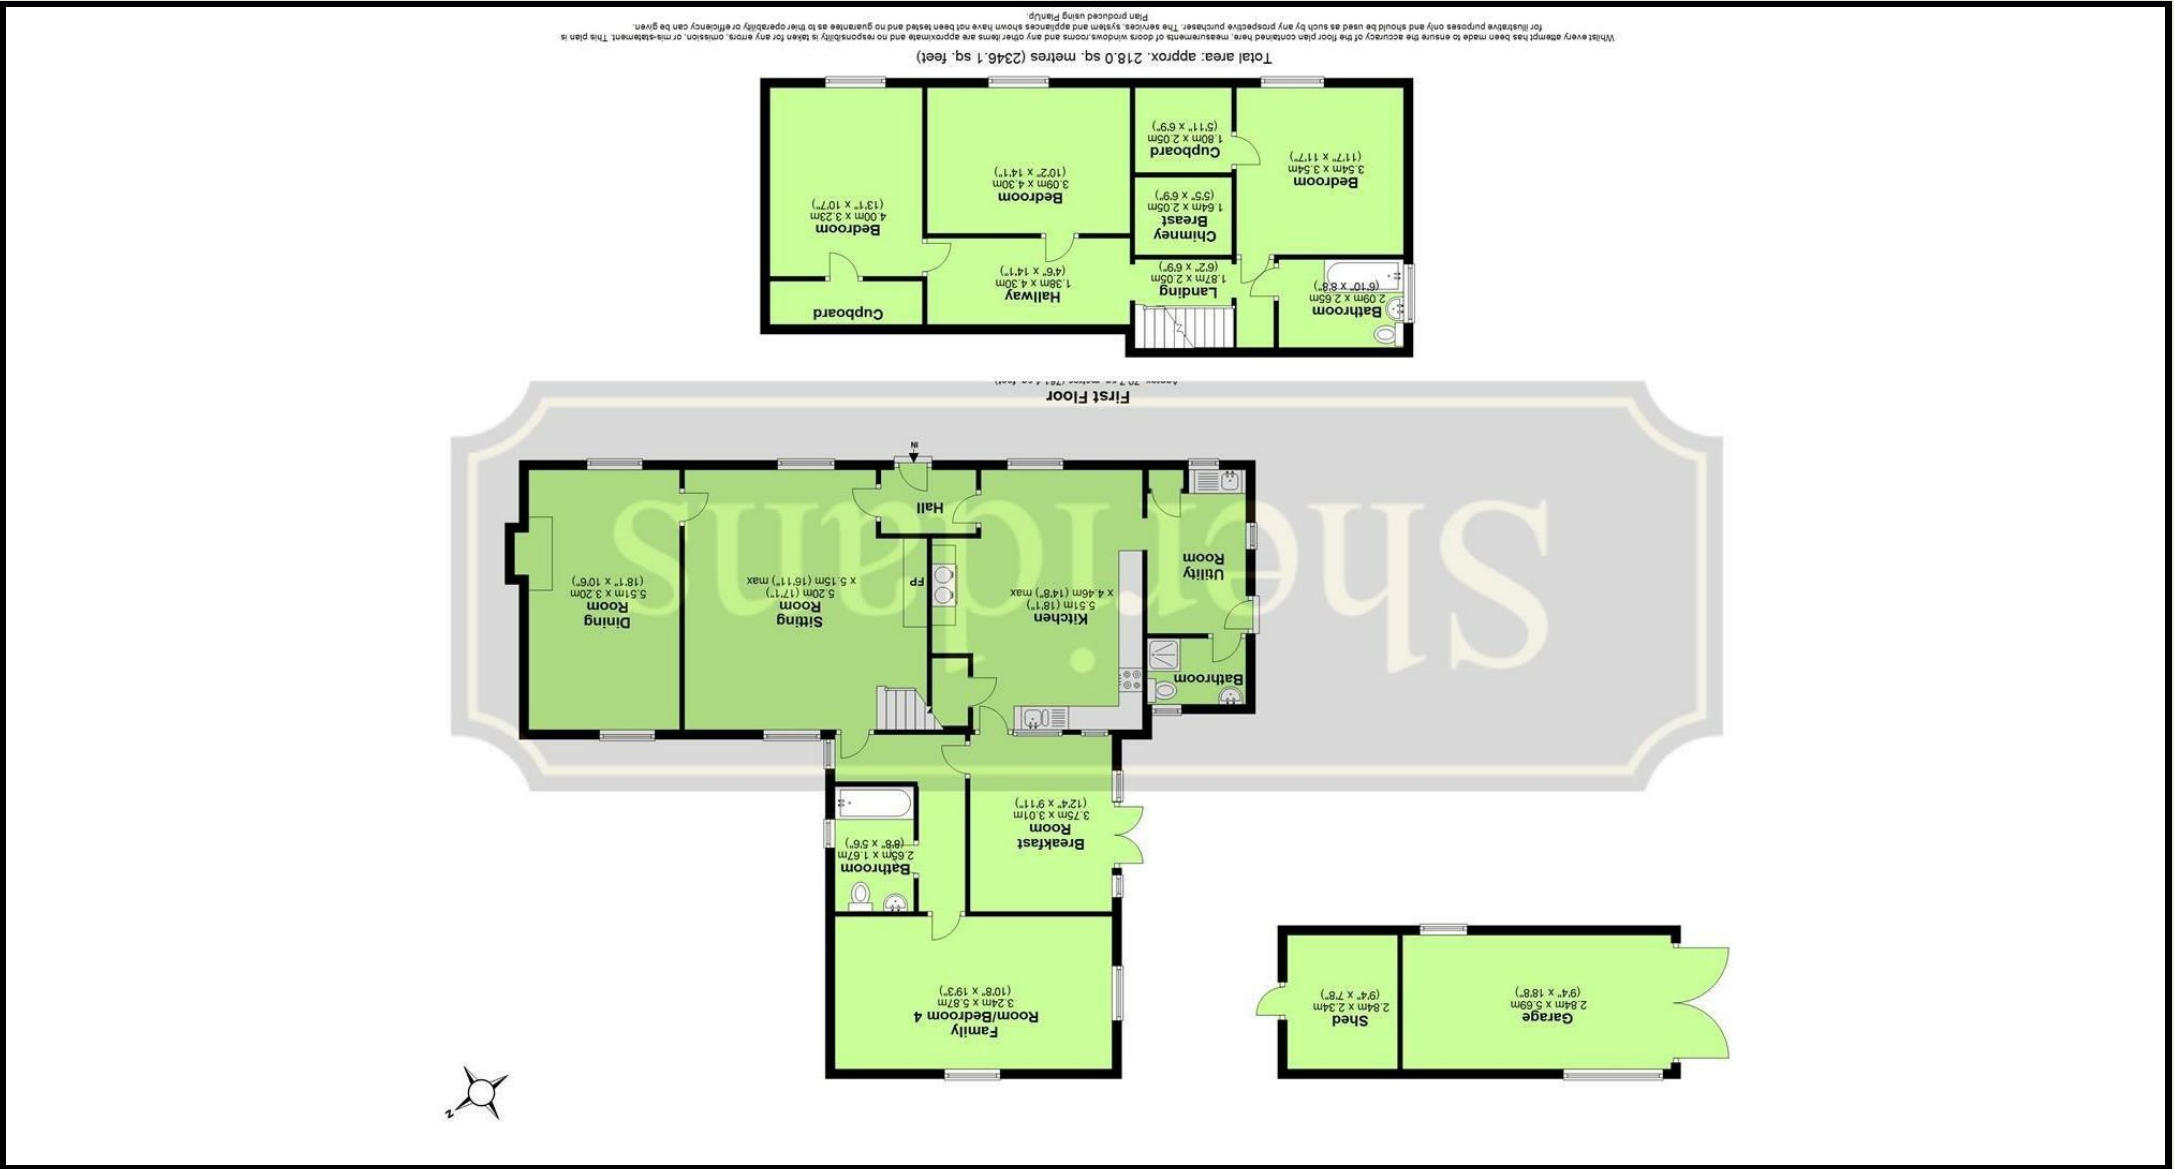 N
Family
Room/Bedroom 4
3.24m x 5.87m
(10'8" x 19'3")
Garage
2.84m x 5.69m
(9'4" x 18'8")
Shed
2.84m x 2.34m
(9'4" x 7'8")
Bathroom
2.65m x 1.67m
(8'8" x 5'6")
Breakfast
Room
3.75m x 3.01m
(12'4" x 9'11")
Bathroom
Utility
Room
Kitchen
5.51m (18'1")
x 4.46m (14'8") max
FP
Sitting
Room
5.20m (17'1")
x 5.15m (16'11") max
Dining
Room
5.51m x 3.20m
(18'1" x 10'6")
Hall
IN
Sheridans
First Floor
Approx. 70.7 sq. metres (761.4 sq. feet)
Bathroom
2.09m x 2.65m
(6'10" x 8'8")
Landing
1.87m x 2.05m
(6'2" x 6'9")
Hallway
1.38m x 4.30m
(4'6" x 14'1")
Cupboard
Chimney
Breast
1.64m x 2.05m
(5'5" x 6'9")
Bedroom
4.00m x 3.23m
(13'1" x 10'7")
Bedroom
3.09m x 4.30m
(10'2" x 14'1")
Bedroom
3.54m x 3.54m
(11'7" x 11'7")
Cupboard
1.80m x 2.05m
(5'11" x 6'9")
Total area: approx. 218.0 sq. metres (2346.1 sq. feet)
Whilst every attempt has been made to ensure the accuracy of the floor plan contained here, measurements of doors windows,rooms and any other items are approximate and no responsibility is taken for any errors, omission, or mis-statement. This plan is
for illustrative purposes only and should be used as such by any prospective purchaser. The services, system and appliances shown have not been tested and no guarantee as to thier operability or efficiency can be given.
Plan produced using PlanUp.